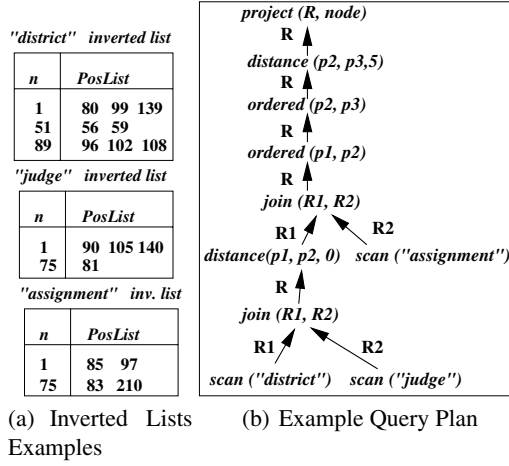 "district" inverted list
n PosList
1 80 99 139
51 56 59
89 96 102 108
"judge" inverted list
n PosList
1 90 105 140
75 81
"assignment" inv. list
n PosList
1 85 97
75 83 210
(a) Inverted Lists
Examples
project (R, node)
R
distance (p2, p3,5)
R
ordered (p2, p3)
R
ordered (p1, p2)
R
join (R1, R2)
R1 R2
distance(p1, p2, 0) scan ("assignment")
R
join (R1, R2)
R1 R2
scan ("district") scan ("judge")
(b) Example Query Plan